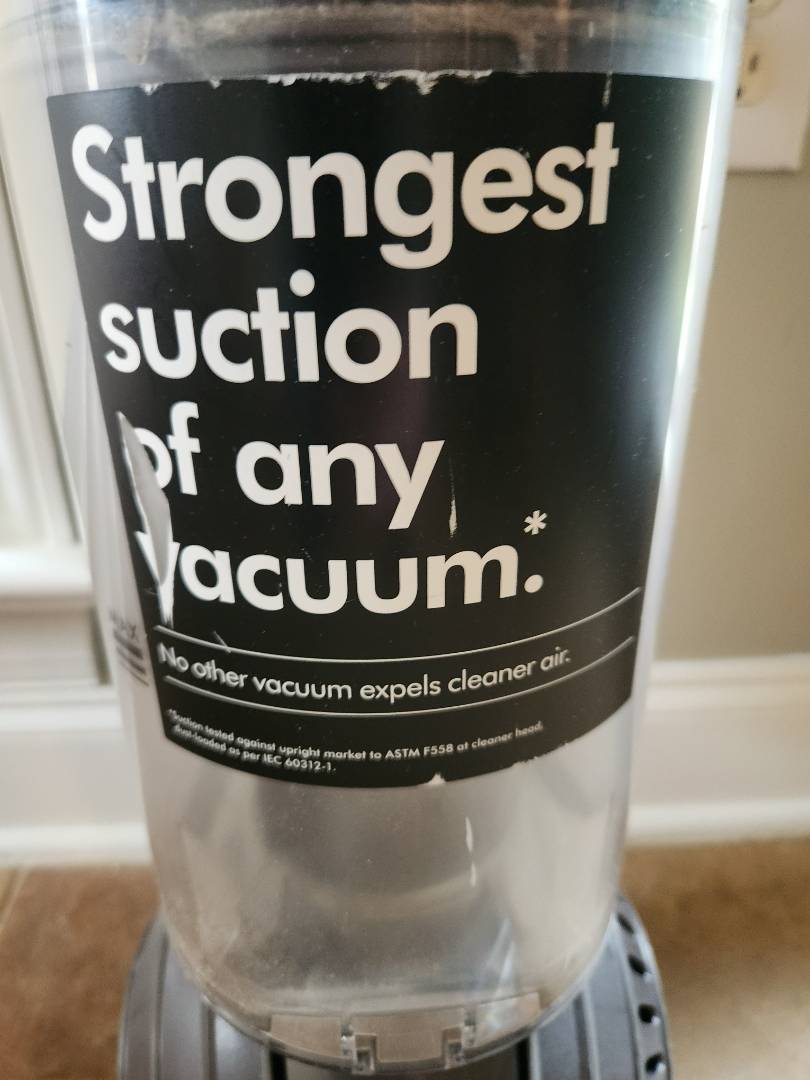 Strongest
suction
of any
vacuum.*
No other vacuum expels cleaner air.
*Suction tested against upright market to ASTM F558 at cleaner head,
dust-loaded as per IEC 60312-1.
MAX